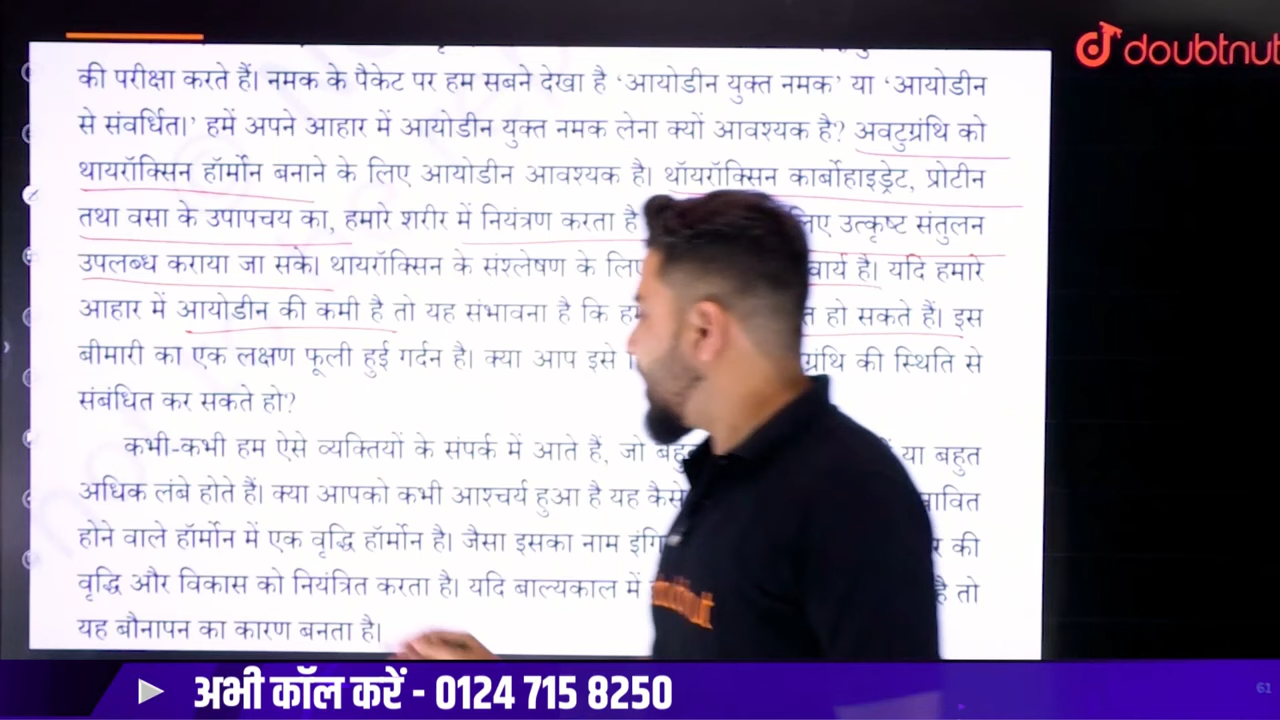 doubtnut
की परीक्षा करते हैं। नमक के पैकेट पर हम सबने देखा है ‘आयोडीन युक्त नमक’ या ‘आयोडीन
से संवर्धित।’ हमें अपने आहार में आयोडीन युक्त नमक लेना क्यों आवश्यक है? अवटुग्रंथि को
थायरॉक्सिन हॉर्मोन बनाने के लिए आयोडीन आवश्यक है। थॉयरॉक्सिन कार्बोहाइड्रेट, प्रोटीन
तथा वसा के उपापचय का, हमारे शरीर में नियंत्रण करता है लिए उत्कृष्ट संतुलन
उपलब्ध कराया जा सके। थायरॉक्सिन के संश्लेषण के लिए है। यदि हमारे
आहार में आयोडीन की कमी है तो यह संभावना है कि हो सकते हैं। इस
बीमारी का एक लक्षण फूली हुई गर्दन है। क्या आप इसे की स्थिति से
संबंधित कर सकते हो?
कभी-कभी हम ऐसे व्यक्तियों के संपर्क में आते हैं, जो बहुत या बहुत
अधिक लंबे होते हैं। क्या आपको कभी आश्चर्य हुआ है यह कैसे
होने वाले हॉर्मोन में एक वृद्धि हॉर्मोन है। जैसा इसका नाम की
वृद्धि और विकास को नियंत्रित करता है। यदि बाल्यकाल में है तो
यह बौनापन का कारण बनता है।
अभी कॉल करें - 0124 715 8250
61